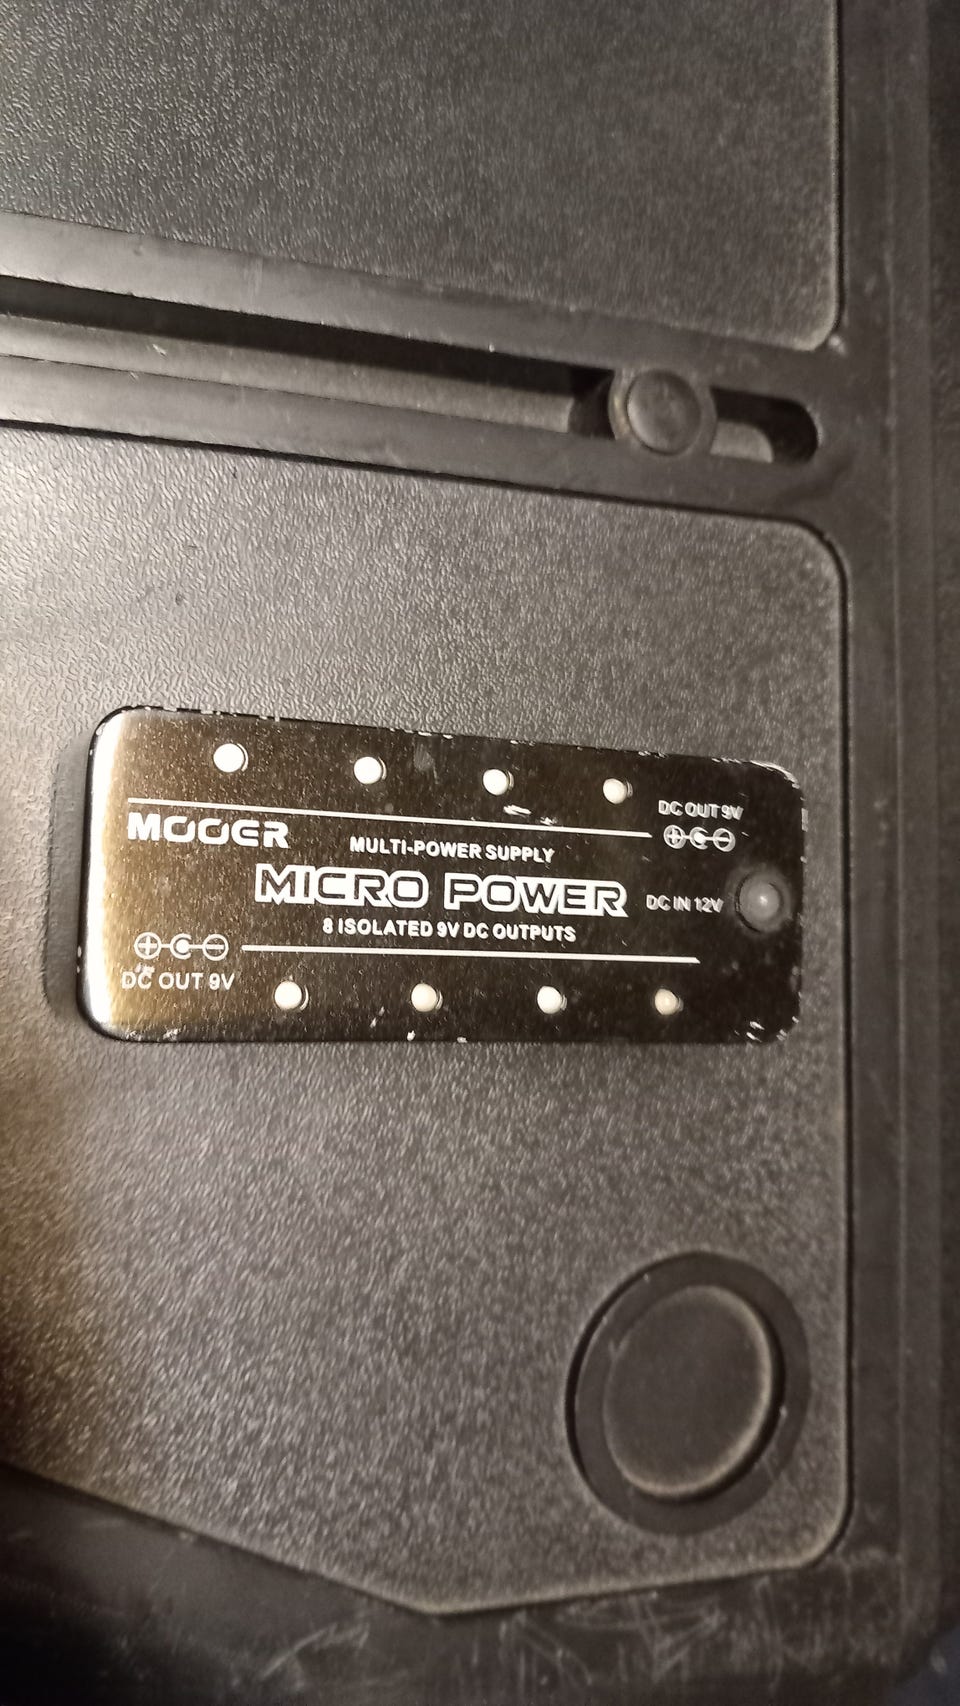 DC OUT 9V
MOOER
MULTI-POWER SUPPLY
MICRO POWER
DC IN 12V
8 ISOLATED 9V DC OUTPUTS
DC OUT 9V